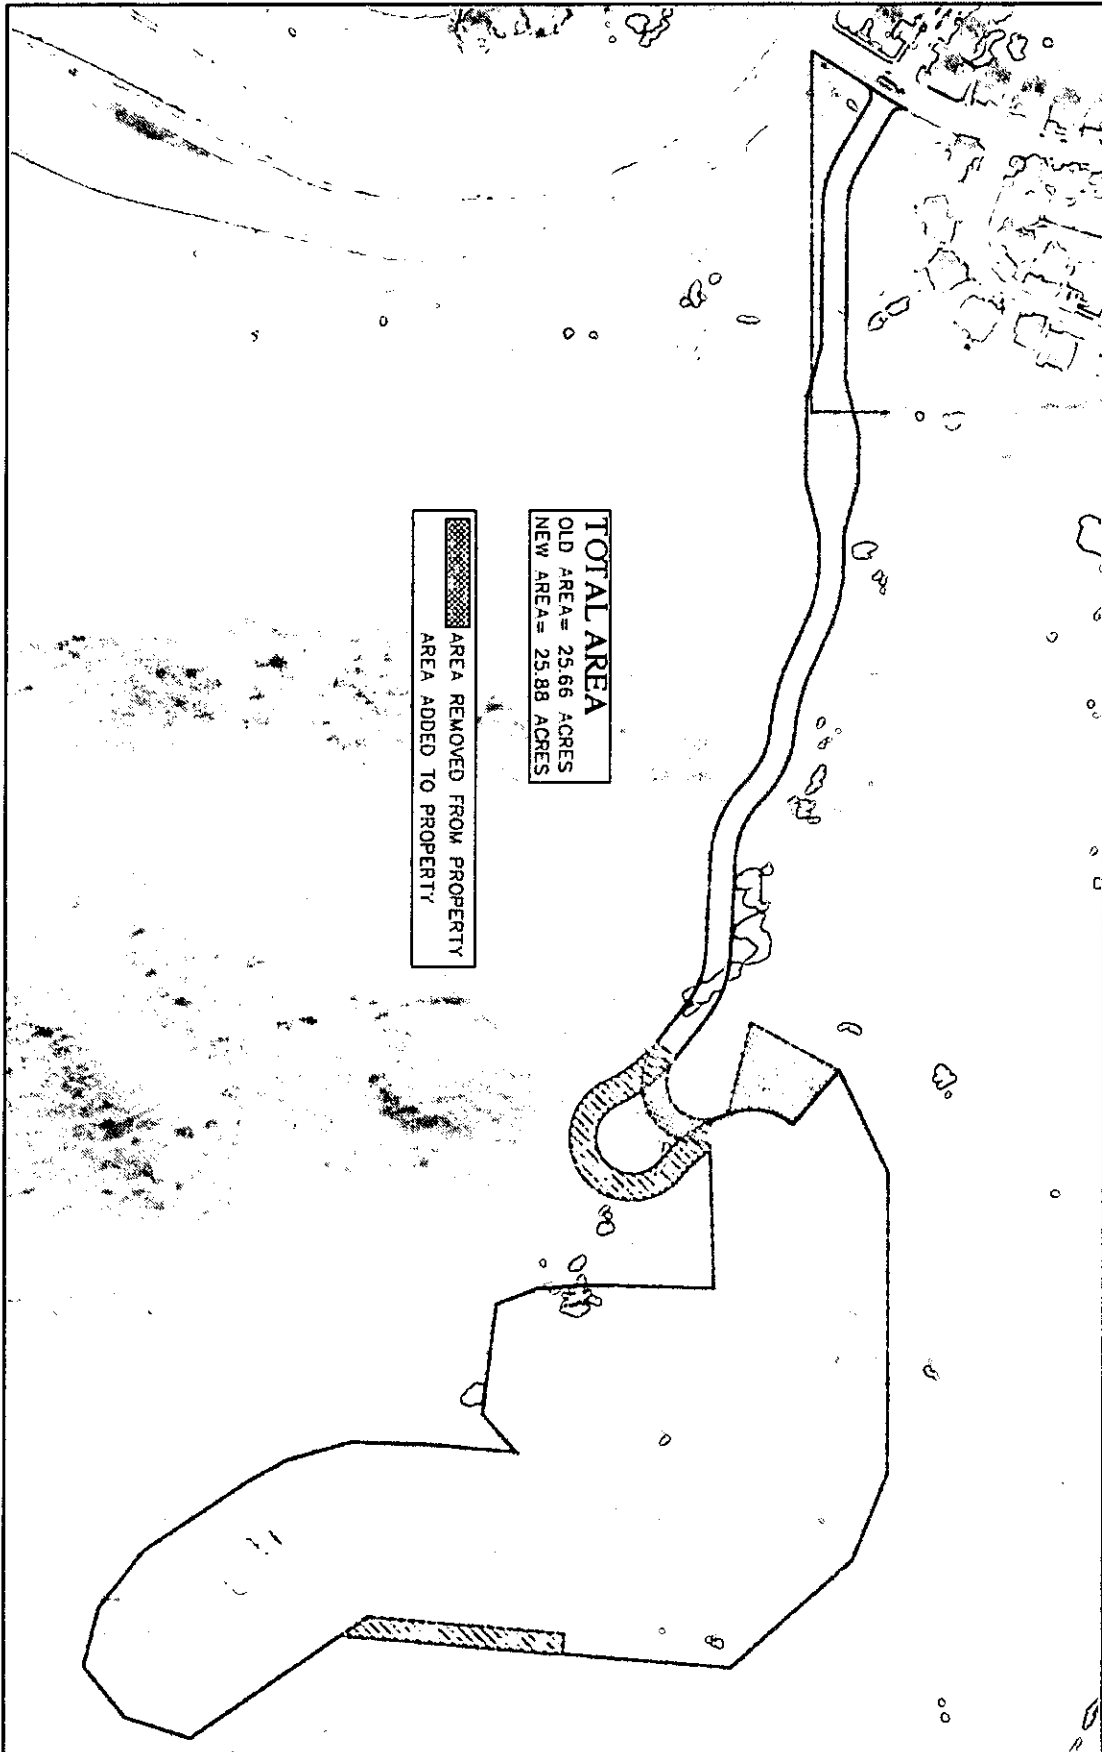 TOTAL AREA
OLD AREA= 25.66 ACRES
NEW AREA= 25.88 ACRES
AREA REMOVED FROM PROPERTY
AREA ADDED TO PROPERTY